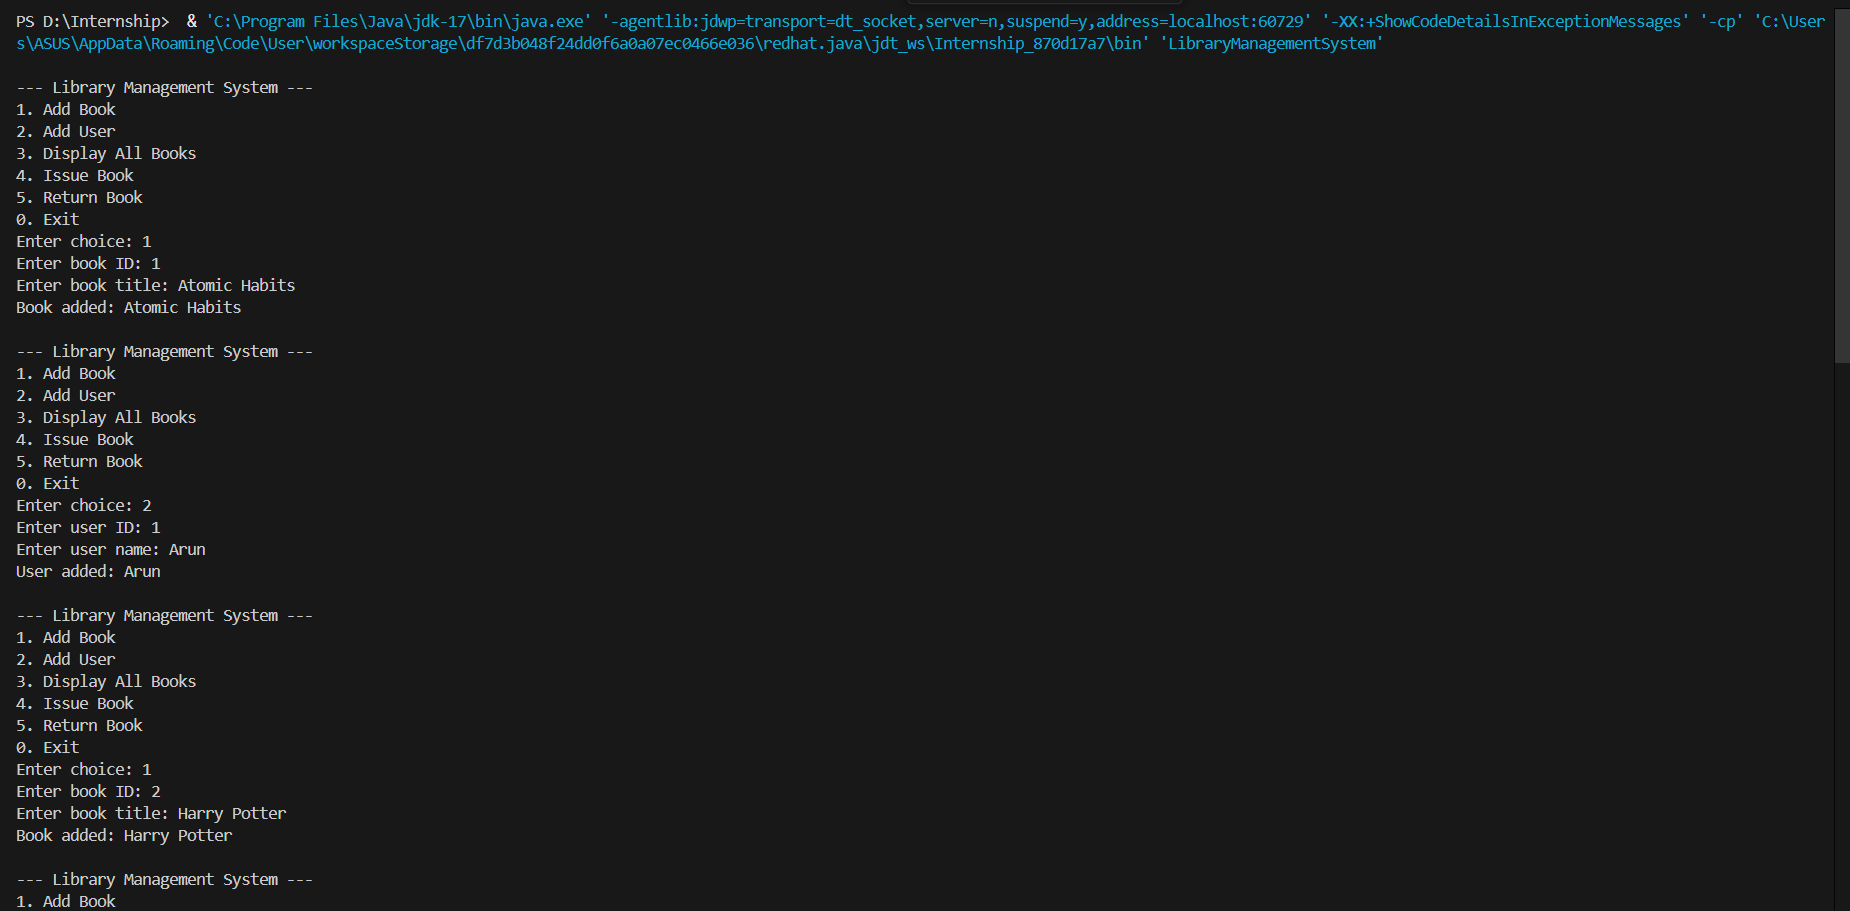 PS D:\Internship>  & 'C:\Program Files\Java\jdk-17\bin\java.exe' '-agentlib:jdwp=transport=dt_socket,server=n,suspend=y,address=localhost:60729' '-XX:+ShowCodeDetailsInExceptionMessages' '-cp' 'C:\User
s\ASUS\AppData\Roaming\Code\User\workspaceStorage\df7d3b048f24dd0f6a0a07ec0466e036\redhat.java\jdt_ws\Internship_870d17a7\bin' 'LibraryManagementSystem'
--- Library Management System ---
1. Add Book
2. Add User
3. Display All Books
4. Issue Book
5. Return Book
0. Exit
Enter choice: 1
Enter book ID: 1
Enter book title: Atomic Habits
Book added: Atomic Habits
--- Library Management System ---
1. Add Book
2. Add User
3. Display All Books
4. Issue Book
5. Return Book
0. Exit
Enter choice: 2
Enter user ID: 1
Enter user name: Arun
User added: Arun
--- Library Management System ---
1. Add Book
2. Add User
3. Display All Books
4. Issue Book
5. Return Book
0. Exit
Enter choice: 1
Enter book ID: 2
Enter book title: Harry Potter
Book added: Harry Potter
--- Library Management System ---
1. Add Book